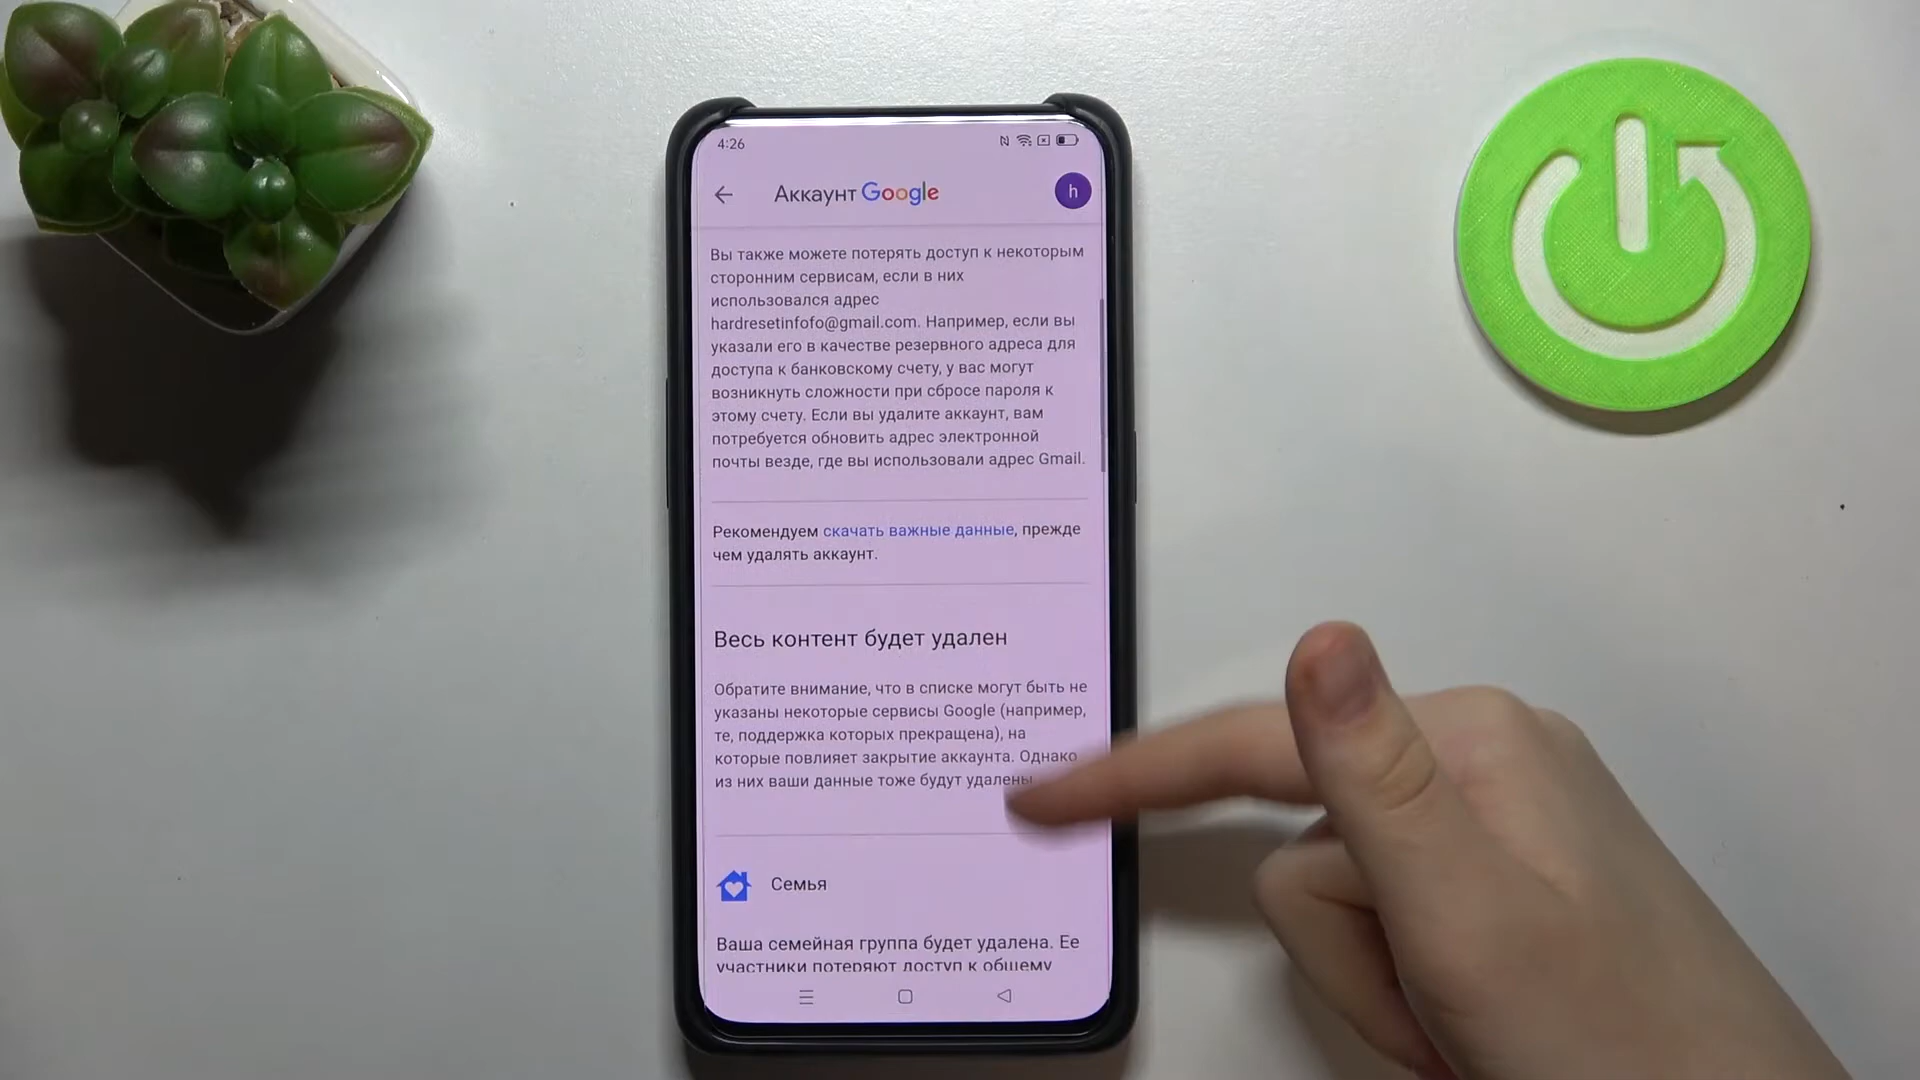 4:26
Аккаунт Google
h
Вы также можете потерять доступ к некоторым
сторонним сервисам, если в них
использовался адрес
hardresetinfofo@gmail.com. Например, если вы
указали его в качестве резервного адреса для
доступа к банковскому счету, у вас могут
возникнуть сложности при сбросе пароля к
этому счету. Если вы удалите аккаунт, вам
потребуется обновить адрес электронной
почты везде, где вы использовали адрес Gmail.
Рекомендуем скачать важные данные, прежде
чем удалять аккаунт.
Весь контент будет удален
Обратите внимание, что в списке могут быть не
указаны некоторые сервисы Google (например,
те, поддержка которых прекращена), на
которые повлияет закрытие аккаунта. Однако
из них ваши данные тоже будут удалены
Семья
Ваша семейная группа будет удалена. Ее
участники потеряют доступ к общему